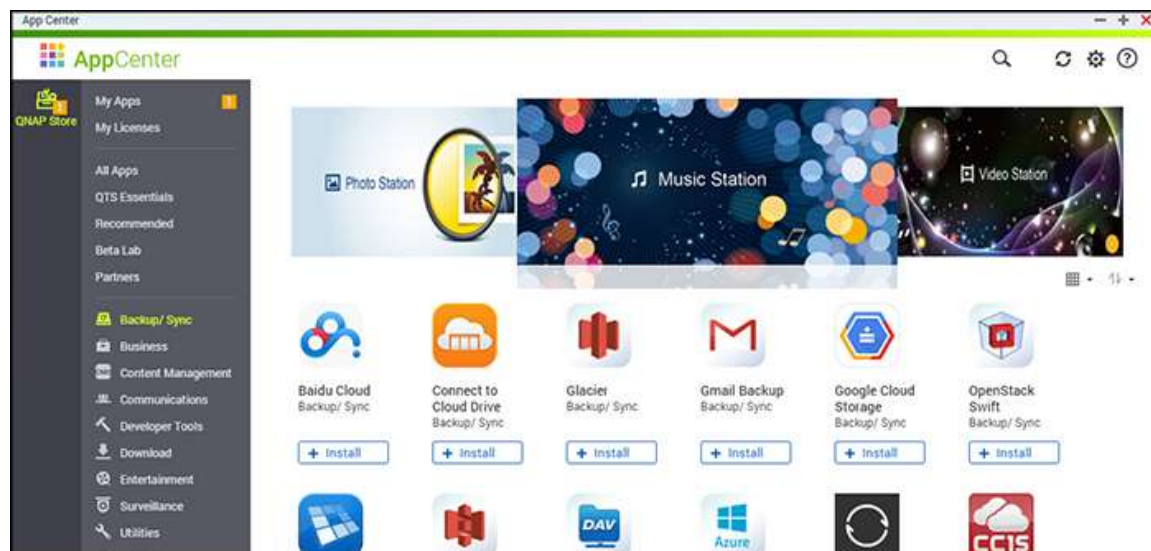 App Center
AppCenter
QNAP Store
1
My Apps
1
My Licenses
All Apps
QTS Essentials
Recommended
Beta Lab
Partners
Backup/ Sync
Business
Content Management
Communications
Developer Tools
Download
Entertainment
Surveillance
Utilities
Photo Station
Music Station
Video Station
Baidu Cloud
Backup/ Sync
+ Install
Connect to
Cloud Drive
Backup/ Sync
+ Install
Glacier
Backup/ Sync
+ Install
Gmail Backup
Backup/ Sync
+ Install
Google Cloud
Storage
Backup/ Sync
+ Install
OpenStack
Swift
Backup/ Sync
+ Install
DAV
Azure
CCIS